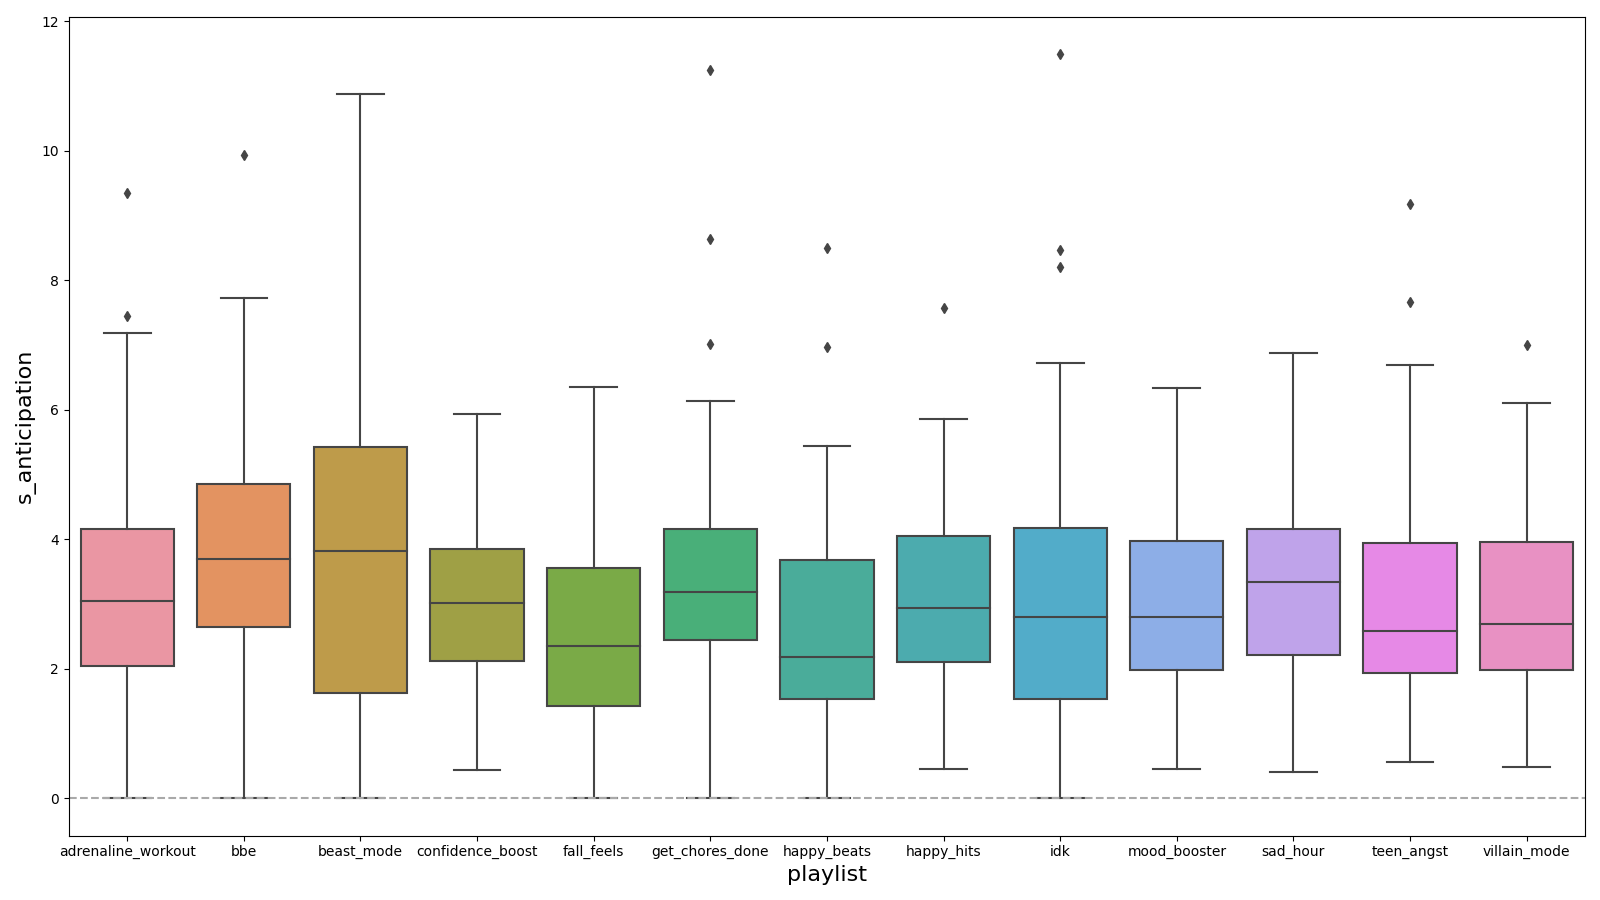 12
10
8
6
4
2
0
s_anticipation
adrenaline_workout bbe beast_mode confidence_boost fall_feels get_chores_done happy_beats happy_hits idk mood_booster sad_hour teen_angst villain_mode
playlist